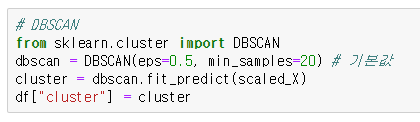 # DBSCAN
from sklearn.cluster import DBSCAN
dbscan = DBSCAN(eps=0.5, min_samples=20) # 기본값
cluster = dbscan.fit_predict(scaled_X)
df["cluster"] = cluster